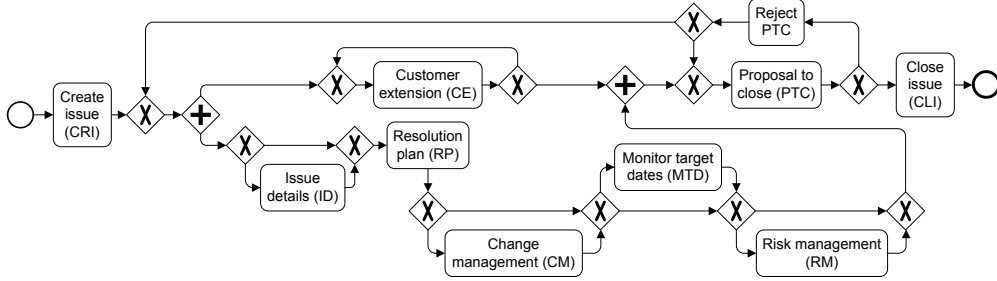 Reject
PTC
Create
issue
(CRI)
Customer
extension (CE)
Proposal to
close (PTC)
Close
issue
(CLI)
Issue
details (ID)
Resolution
plan (RP)
Monitor target
dates (MTD)
Change
management (CM)
Risk management
(RM)